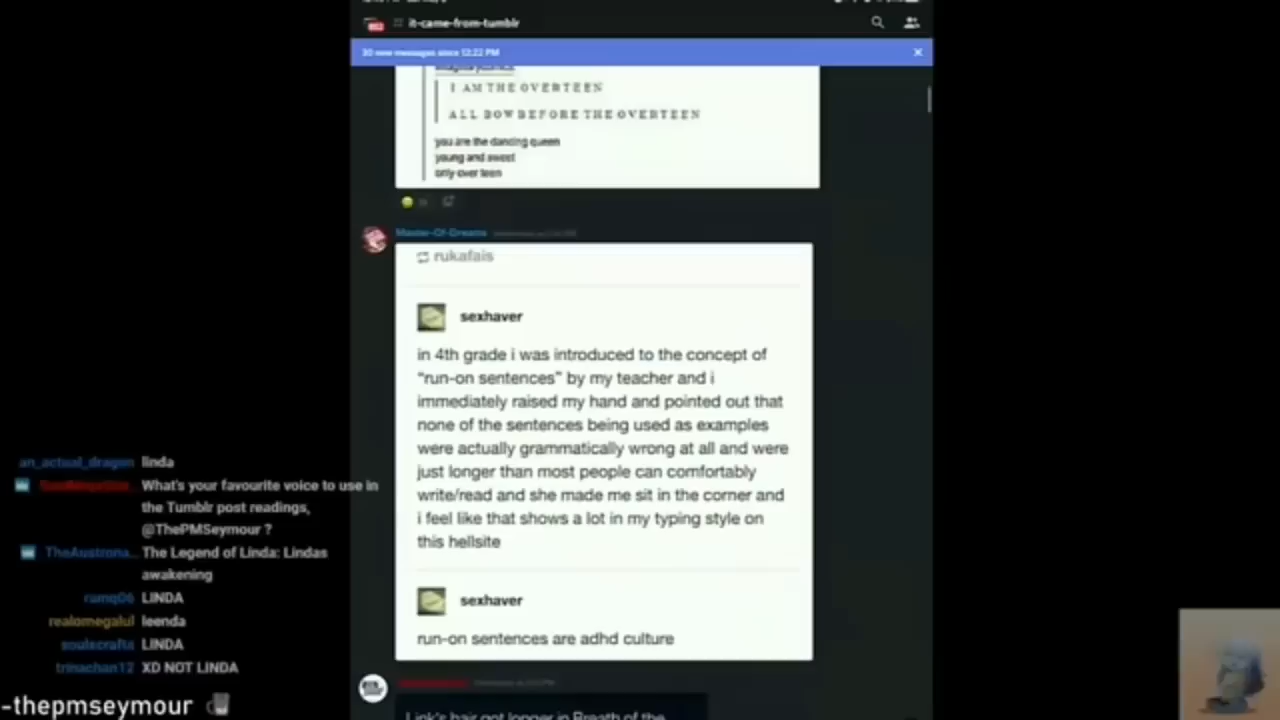 it-came-from-tumblr
30 new messages since 12:22 PM
I AM THE OVERTEEN
ALL BOW BEFORE THE OVERTEEN
you are the dancing queen
young and sweet
only over teen
Master-Of-Dreams
rukafais
sexhaver
in 4th grade i was introduced to the concept of
“run-on sentences” by my teacher and i
immediately raised my hand and pointed out that
none of the sentences being used as examples
were actually grammatically wrong at all and were
just longer than most people can comfortably
write/read and she made me sit in the corner and
i feel like that shows a lot in my typing style on
this hellsite
sexhaver
run-on sentences are adhd culture
Link's hair got longer in Breath of the
an_actual_dragon linda
What's your favourite voice to use in
the Tumblr post readings,
@ThePMSeymour ?
TheAustrona... The Legend of Linda: Lindas
awakening
ramq06 LINDA
realomegalul leenda
soulxcrafts LINDA
trinachan12 XD NOT LINDA
-thepmseymour